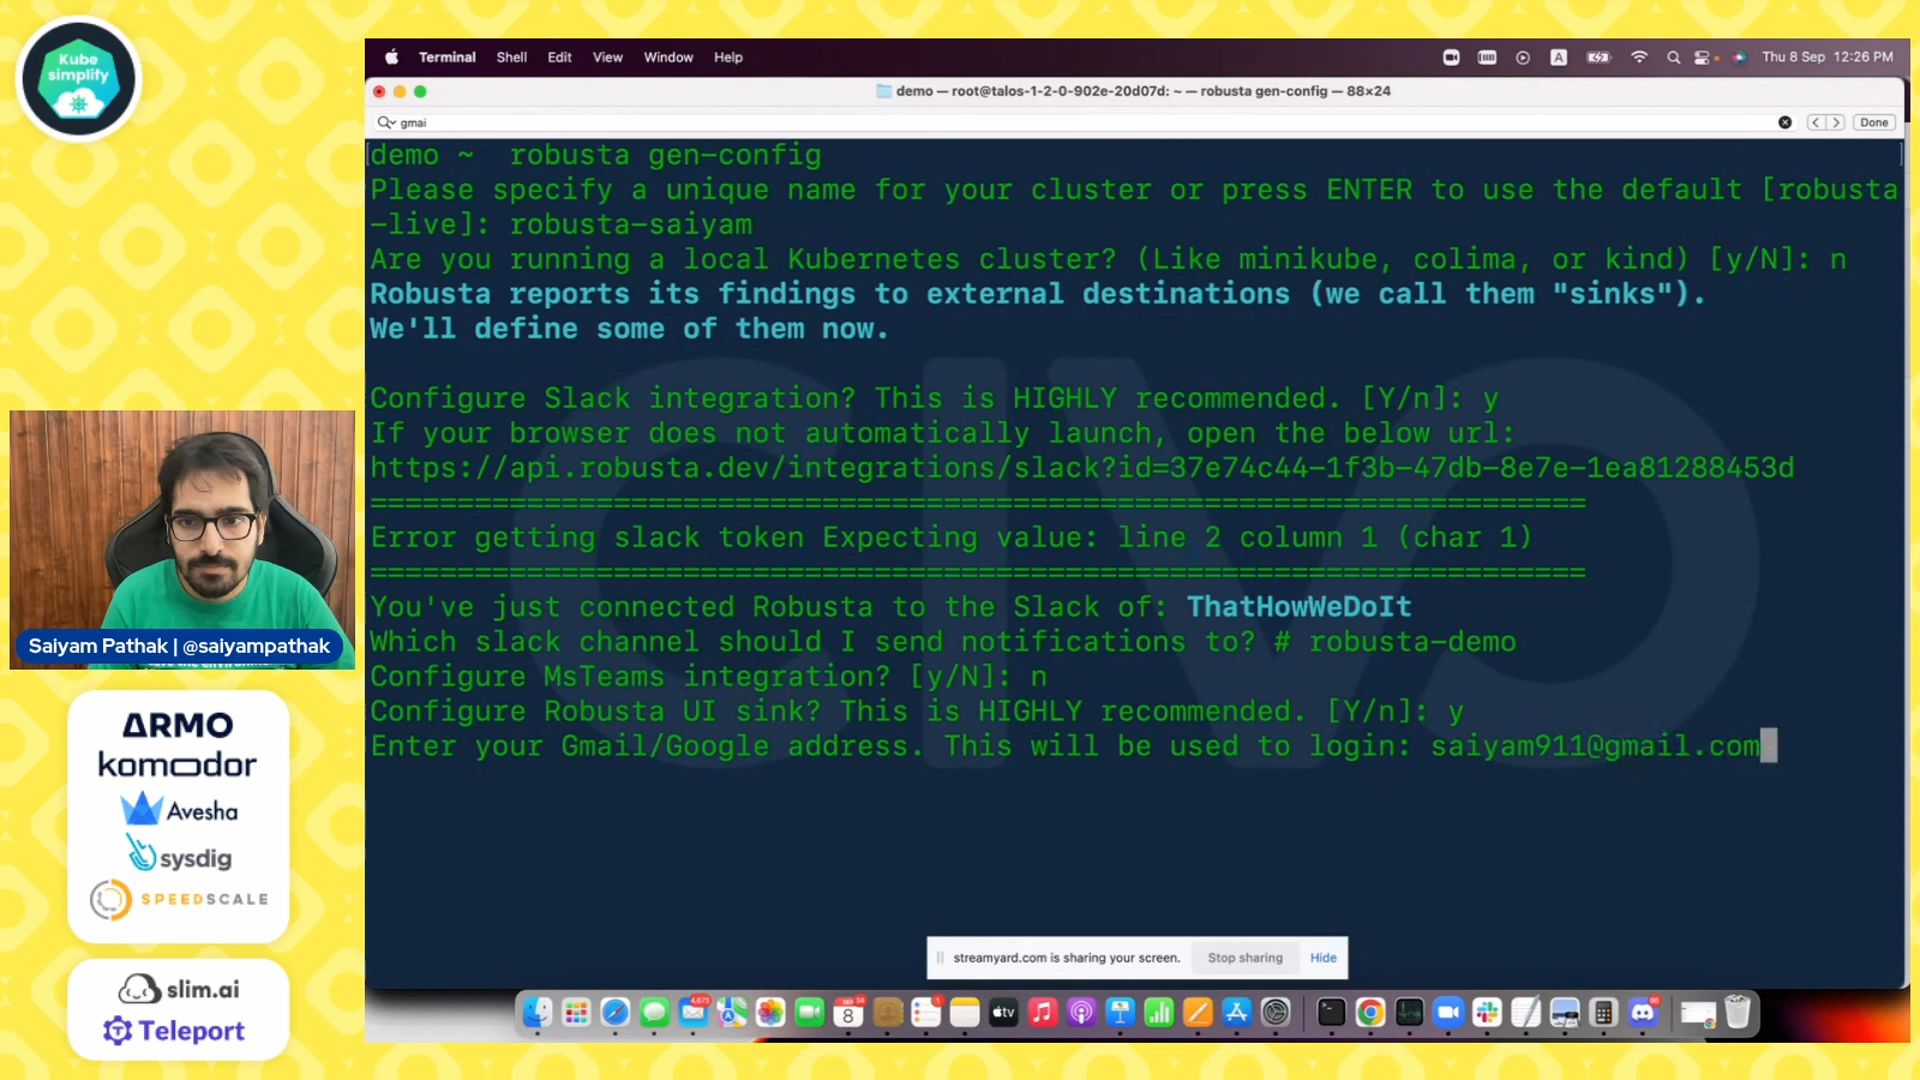 Kube
simplify
Terminal Shell Edit View Window Help
A
Thu 8 Sep 12:26 PM
demo — root@talos-1-2-0-902e-20d07d: ~ — robusta gen-config — 88×24
gmai
Done
demo ~ robusta gen-config
Please specify a unique name for your cluster or press ENTER to use the default [robusta
-live]: robusta-saiyam
Are you running a local Kubernetes cluster? (Like minikube, colima, or kind) [y/N]: n
Robusta reports its findings to external destinations (we call them "sinks").
We'll define some of them now.
Configure Slack integration? This is HIGHLY recommended. [Y/n]: y
If your browser does not automatically launch, open the below url:
https://api.robusta.dev/integrations/slack?id=37e74c44-1f3b-47db-8e7e-1ea81288453d
======================================================================
Error getting slack token Expecting value: line 2 column 1 (char 1)
======================================================================
You've just connected Robusta to the Slack of: ThatHowWeDoIt
Which slack channel should I send notifications to? # robusta-demo
Configure MsTeams integration? [y/N]: n
Configure Robusta UI sink? This is HIGHLY recommended. [Y/n]: y
Enter your Gmail/Google address. This will be used to login: saiyam911@gmail.com
CIVO
Saiyam Pathak | @saiyampathak
ARMO
komodor
Avesha
sysdig
SPEEDSCALE
slim.ai
Teleport
streamyard.com is sharing your screen. Stop sharing Hide
4,673
8
1
tv
86